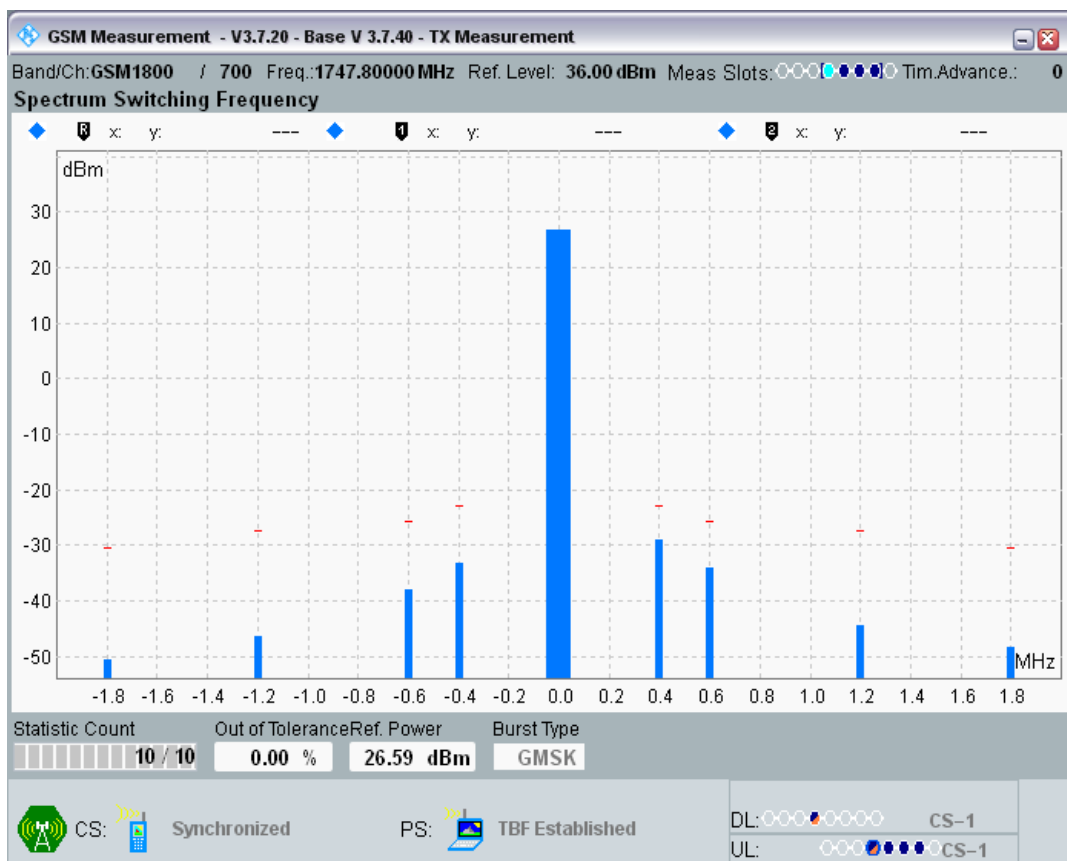 GSM Measurement - V3.7.20 - Base V 3.7.40 - TX Measurement
Band/Ch:GSM1800 / 700 Freq.:1747.80000 MHz Ref. Level: 36.00 dBm Meas Slots: Tim.Advance.: 0
Spectrum Switching Frequency
R x: y: --- 1 x: y: --- 2 x: y: ---
dBm
30
20
10
0
-10
-20
-30
-40
-50
MHz
-1.8 -1.6 -1.4 -1.2 -1.0 -0.8 -0.6 -0.4 -0.2 0.0 0.2 0.4 0.6 0.8 1.0 1.2 1.4 1.6 1.8
Statistic Count Out of Tolerance Ref. Power Burst Type
10 / 10 0.00 % 26.59 dBm GMSK
CS: Synchronized PS: TBF Established
DL: CS-1
UL: CS-1